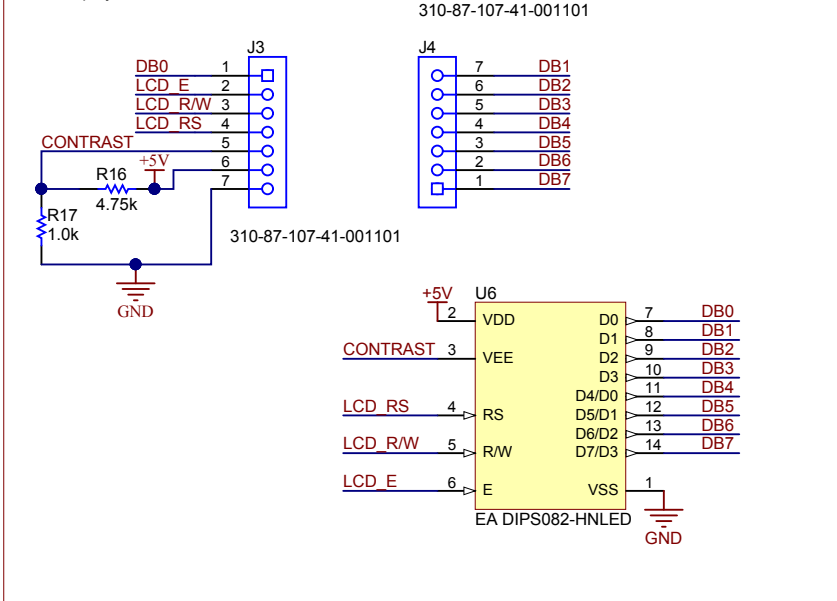 310-87-107-41-001101
J3
J4
DB0 1
LCD_E 2
LCD_R/W 3
LCD_RS 4
CONTRAST 5
+5V 6
7
R16
4.75k
R17
1.0k
GND
310-87-107-41-001101
7 DB1
6 DB2
5 DB3
4 DB4
3 DB5
2 DB6
1 DB7
U6
+5V 2 VDD
CONTRAST 3 VEE
LCD_RS 4 RS
LCD_R/W 5 R/W
LCD_E 6 E
D0 7 DB0
D1 8 DB1
D2 9 DB2
D3 10 DB3
D4/D0 11 DB4
D5/D1 12 DB5
D6/D2 13 DB6
D7/D3 14 DB7
VSS 1
EA DIPS082-HNLED
GND